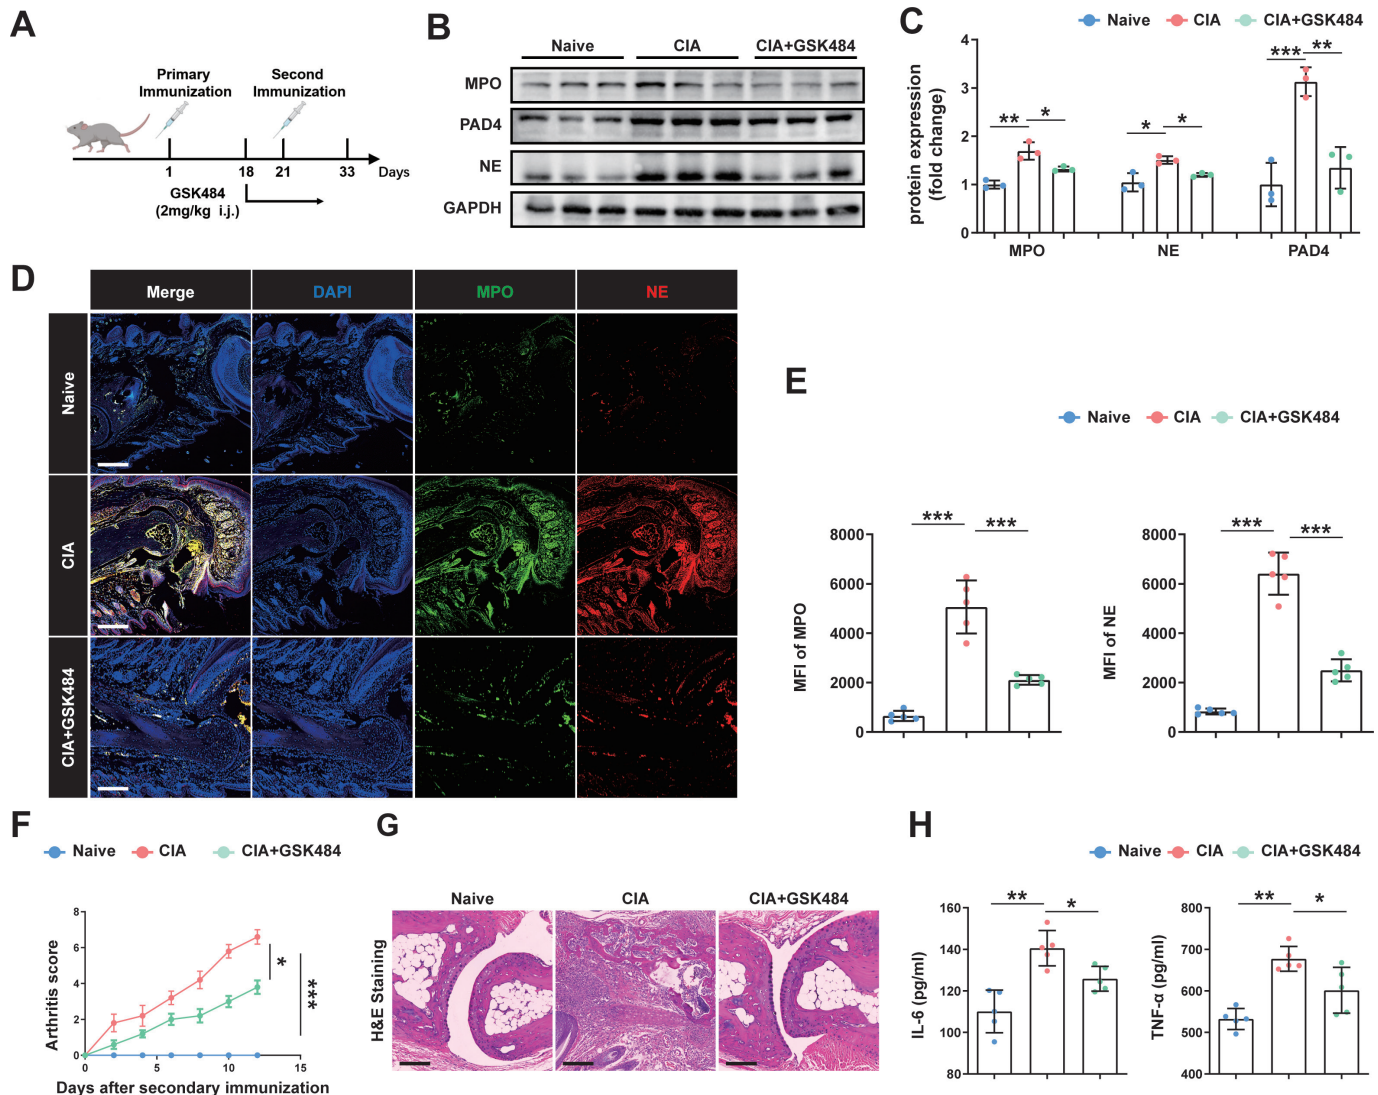 A
Primary
Immunization
Second
Immunization
1
18
21
33
Days
GSK484
(2mg/kg i.j.)
B
Naive
CIA
CIA+GSK484
MPO
PAD4
NE
GAPDH
C
Naive
CIA
CIA+GSK484
protein expression
(fold change)
4
3
2
1
0
**
*
*
*
***
**
MPO
NE
PAD4
D
Merge
DAPI
MPO
NE
Naive
CIA
CIA+GSK484
E
Naive
CIA
CIA+GSK484
MFI of MPO
8000
6000
4000
2000
0
***
***
MFI of NE
8000
6000
4000
2000
0
***
***
F
Naive
CIA
CIA+GSK484
Arthritis score
8
6
4
2
0
0
5
10
15
*
***
Days after secondary immunization
G
Naive
CIA
CIA+GSK484
H&E Staining
H
Naive
CIA
CIA+GSK484
IL-6 (pg/ml)
160
140
120
100
80
**
*
TNF-α (pg/ml)
800
700
600
500
400
**
*